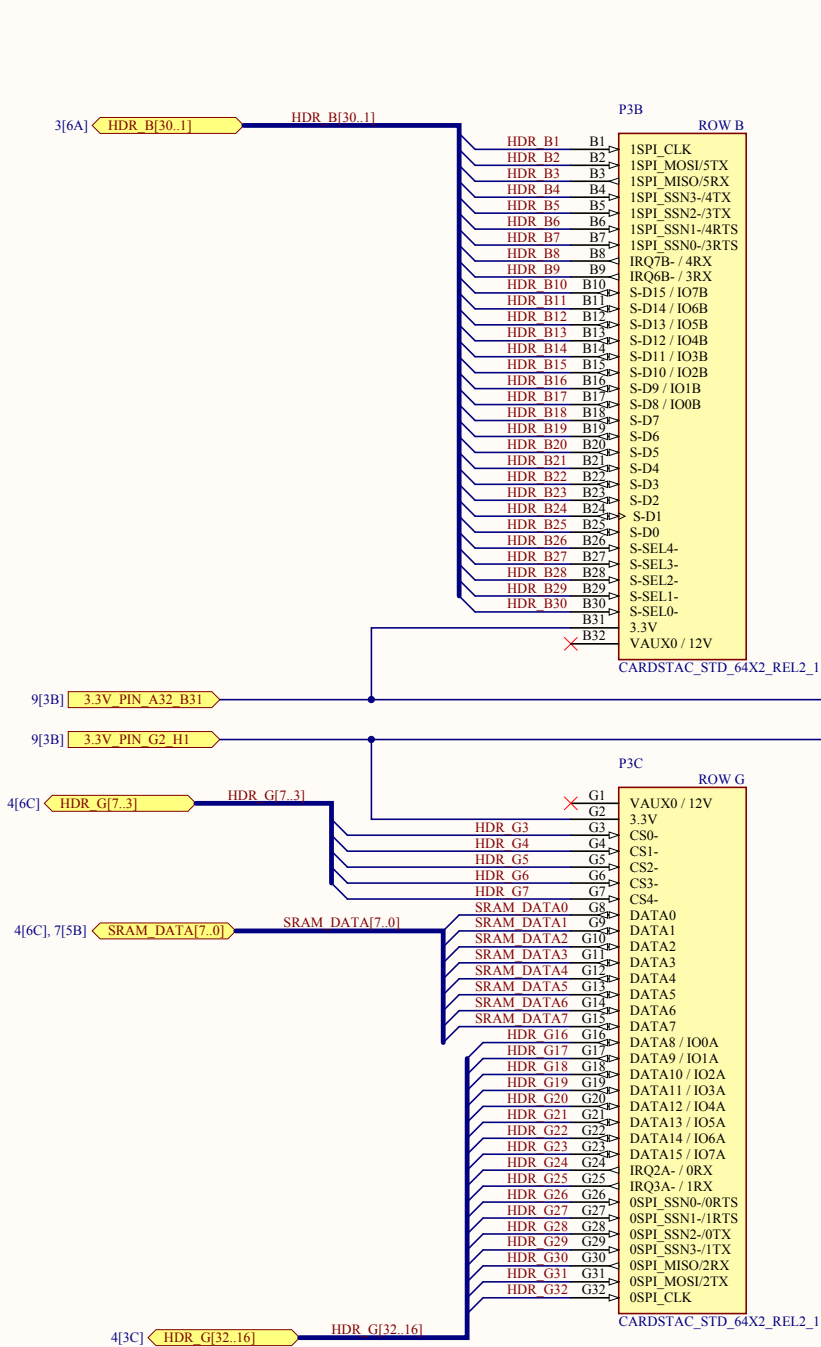 P3B
ROW B
3[6A] HDR_B[30..1] HDR_B[30..1]
HDR_B1 B1 1SPI_CLK
HDR_B2 B2 1SPI_MOSI/5TX
HDR_B3 B3 1SPI_MISO/5RX
HDR_B4 B4 1SPI_SSN3-/4TX
HDR_B5 B5 1SPI_SSN2-/3TX
HDR_B6 B6 1SPI_SSN1-/4RTS
HDR_B7 B7 1SPI_SSN0-/3RTS
HDR_B8 B8 IRQ7B- / 4RX
HDR_B9 B9 IRQ6B- / 3RX
HDR_B10 B10 S-D15 / IO7B
HDR_B11 B11 S-D14 / IO6B
HDR_B12 B12 S-D13 / IO5B
HDR_B13 B13 S-D12 / IO4B
HDR_B14 B14 S-D11 / IO3B
HDR_B15 B15 S-D10 / IO2B
HDR_B16 B16 S-D9 / IO1B
HDR_B17 B17 S-D8 / IO0B
HDR_B18 B18 S-D7
HDR_B19 B19 S-D6
HDR_B20 B20 S-D5
HDR_B21 B21 S-D4
HDR_B22 B22 S-D3
HDR_B23 B23 S-D2
HDR_B24 B24 S-D1
HDR_B25 B25 S-D0
HDR_B26 B26 S-SEL4-
HDR_B27 B27 S-SEL3-
HDR_B28 B28 S-SEL2-
HDR_B29 B29 S-SEL1-
HDR_B30 B30 S-SEL0-
B31 3.3V
B32 VAUX0 / 12V
CARDSTAC_STD_64X2_REL2_1
9[3B] 3.3V_PIN_A32_B31
9[3B] 3.3V_PIN_G2_H1
P3C
ROW G
G1 VAUX0 / 12V
G2 3.3V
4[6C] HDR_G[7..3] HDR_G[7..3]
HDR_G3 G3 CS0-
HDR_G4 G4 CS1-
HDR_G5 G5 CS2-
HDR_G6 G6 CS3-
HDR_G7 G7 CS4-
4[6C], 7[5B] SRAM_DATA[7..0] SRAM_DATA[7..0]
SRAM_DATA0 G8 DATA0
SRAM_DATA1 G9 DATA1
SRAM_DATA2 G10 DATA2
SRAM_DATA3 G11 DATA3
SRAM_DATA4 G12 DATA4
SRAM_DATA5 G13 DATA5
SRAM_DATA6 G14 DATA6
SRAM_DATA7 G15 DATA7
HDR_G16 G16 DATA8 / IO0A
HDR_G17 G17 DATA9 / IO1A
HDR_G18 G18 DATA10 / IO2A
HDR_G19 G19 DATA11 / IO3A
HDR_G20 G20 DATA12 / IO4A
HDR_G21 G21 DATA13 / IO5A
HDR_G22 G22 DATA14 / IO6A
HDR_G23 G23 DATA15 / IO7A
HDR_G24 G24 IRQ2A- / 0RX
HDR_G25 G25 IRQ3A- / 1RX
HDR_G26 G26 0SPI_SSN0-/0RTS
HDR_G27 G27 0SPI_SSN1-/1RTS
HDR_G28 G28 0SPI_SSN2-/0TX
HDR_G29 G29 0SPI_SSN3-/1TX
HDR_G30 G30 0SPI_MISO/2RX
HDR_G31 G31 0SPI_MOSI/2TX
HDR_G32 G32 0SPI_CLK
CARDSTAC_STD_64X2_REL2_1
4[3C] HDR_G[32..16] HDR_G[32..16]